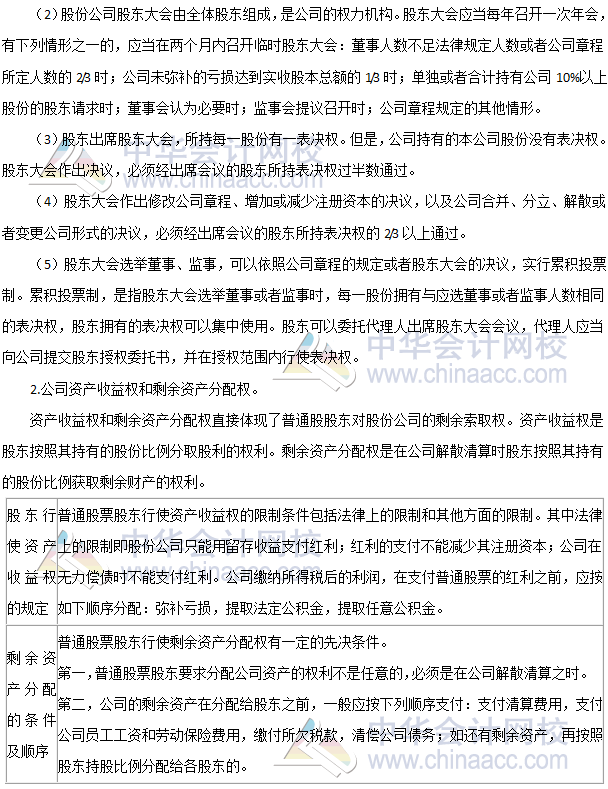 （2）股份公司股东大会由全体股东组成，是公司的权力机构。股东大会应当每年召开一次年会，
有下列情形之一的，应当在两个月内召开临时股东大会：董事人数不足法律规定人数或者公司章程
所定人数的 2/3 时；公司未弥补的亏损达到实收股本总额的 1/3 时；单独或者合计持有公司 10%以上
股份的股东请求时；董事会认为必要时；监事会提议召开时；公司章程规定的其他情形。
（3）股东出席股东大会，所持每一股份有一表决权。但是，公司持有的本公司股份没有表决权。
股东大会作出决议，必须经出席会议的股东所持表决权过半数通过。
（4）股东大会作出修改公司章程、增加或减少注册资本的决议，以及公司合并、分立、解散或
者变更公司形式的决议，必须经出席会议的股东所持表决权的 2/3 以上通过。
（5）股东大会选举董事、监事，可以依照公司章程的规定或者股东大会的决议，实行累积投票
制。累积投票制，是指股东大会选举董事或者监事时，每一股份拥有与应选董事或者监事人数相同
的表决权，股东拥有的表决权可以集中使用。股东可以委托代理人出席股东大会会议，代理人应当
向公司提交股东授权委托书，并在授权范围内行使表决权。
2.公司资产收益权和剩余资产分配权。
资产收益权和剩余资产分配权直接体现了普通股股东对股份公司的剩余索取权。资产收益权是
股东按照其持有的股份比例分取股利的权利。剩余资产分配权是在公司解散清算时股东按照其持有
的股份比例获取剩余财产的权利。
股东行
使资产
收益权
的规定
普通股票股东行使资产收益权的限制条件包括法律上的限制和其他方面的限制。其中法律
上的限制即股份公司只能用留存收益支付红利；红利的支付不能减少其注册资本；公司在
无力偿债时不能支付红利。公司缴纳所得税后的利润，在支付普通股票的红利之前，应按
如下顺序分配：弥补亏损，提取法定公积金，提取任意公积金。
剩余资
产分配
的条件
及顺序
普通股票股东行使剩余资产分配权有一定的先决条件。
第一，普通股票股东要求分配公司资产的权利不是任意的，必须是在公司解散清算之时。
第二，公司的剩余资产在分配给股东之前，一般应按下列顺序支付：支付清算费用，支付
公司员工工资和劳动保险费用，缴付所欠税款，清偿公司债务；如还有剩余资产，再按照
股东持股比例分配给各股东的。
中华会计网校
www.chinaacc.com
中华会计网校
www.chinaacc.com
中华会计网校
www.chinaacc.com
中华会计网校
www.chinaacc.com